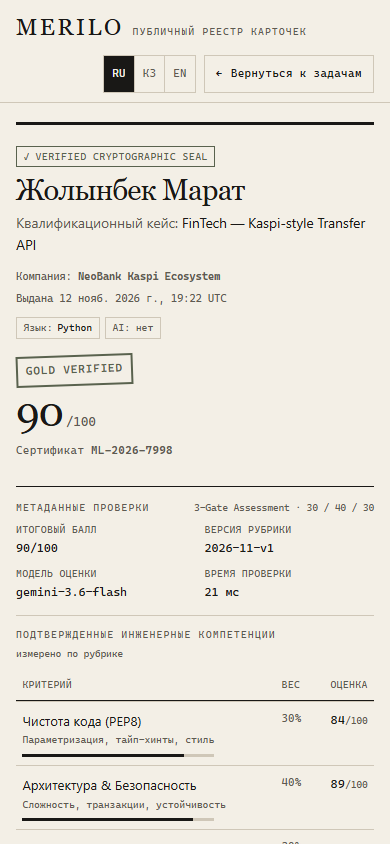 MERILO ПУБЛИЧНЫЙ РЕЕСТР КАРТОЧЕК
RU КЗ EN ← Вернуться к задачам
✓ VERIFIED CRYPTOGRAPHIC SEAL
Жолынбек Марат
Квалификационный кейс: FinTech — Kaspi-style Transfer
API
Компания: NeoBank Kaspi Ecosystem
Выдана 12 нояб. 2026 г., 19:22 UTC
Язык: Python AI: нет
GOLD VERIFIED
90/100
Сертификат ML-2026-7998
МЕТАДАННЫЕ ПРОВЕРКИ 3-Gate Assessment · 30 / 40 / 30
ИТОГОВЫЙ БАЛЛ ВЕРСИЯ РУБРИКИ
90/100 2026-11-v1
МОДЕЛЬ ОЦЕНКИ ВРЕМЯ ПРОВЕРКИ
gemini-3.6-flash 21 мс
ПОДТВЕРЖДЕННЫЕ ИНЖЕНЕРНЫЕ КОМПЕТЕНЦИИ
измерено по рубрике
КРИТЕРИЙ ВЕС ОЦЕНКА
Чистота кода (PEP8) 30% 84/100
Параметризация, тайп-хинты, стиль
Архитектура & Безопасность 40% 89/100
Сложность, транзакции, устойчивость